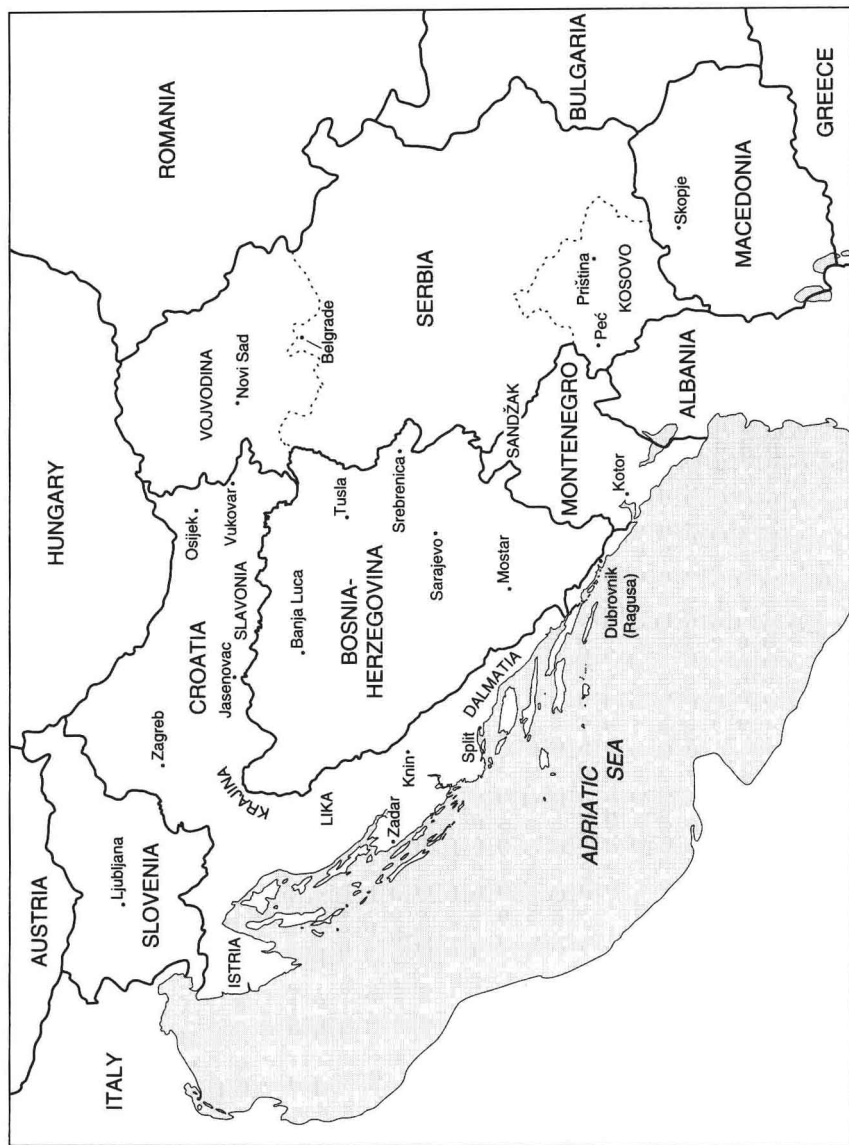 AUSTRIA
HUNGARY
ROMANIA
ITALY
SLOVENIA
Ljubljana
Zagreb
CROATIA
Osijek
VOJVODINA
Novi Sad
ISTRIA
KRAJINA
Jasenovac
SLAVONIA
Vukovar
Belgrade
LIKA
Banja Luca
Tusla
BOSNIA-
HERZEGOVINA
Srebrenica
SERBIA
Zadar
Knin
Sarajevo
Split
DALMATIA
Mostar
SANDŽAK
MONTENEGRO
BULGARIA
Priština
Peć
KOSOVO
ADRIATIC
SEA
Dubrovnik
(Ragusa)
Kotor
Skopje
ALBANIA
MACEDONIA
GREECE